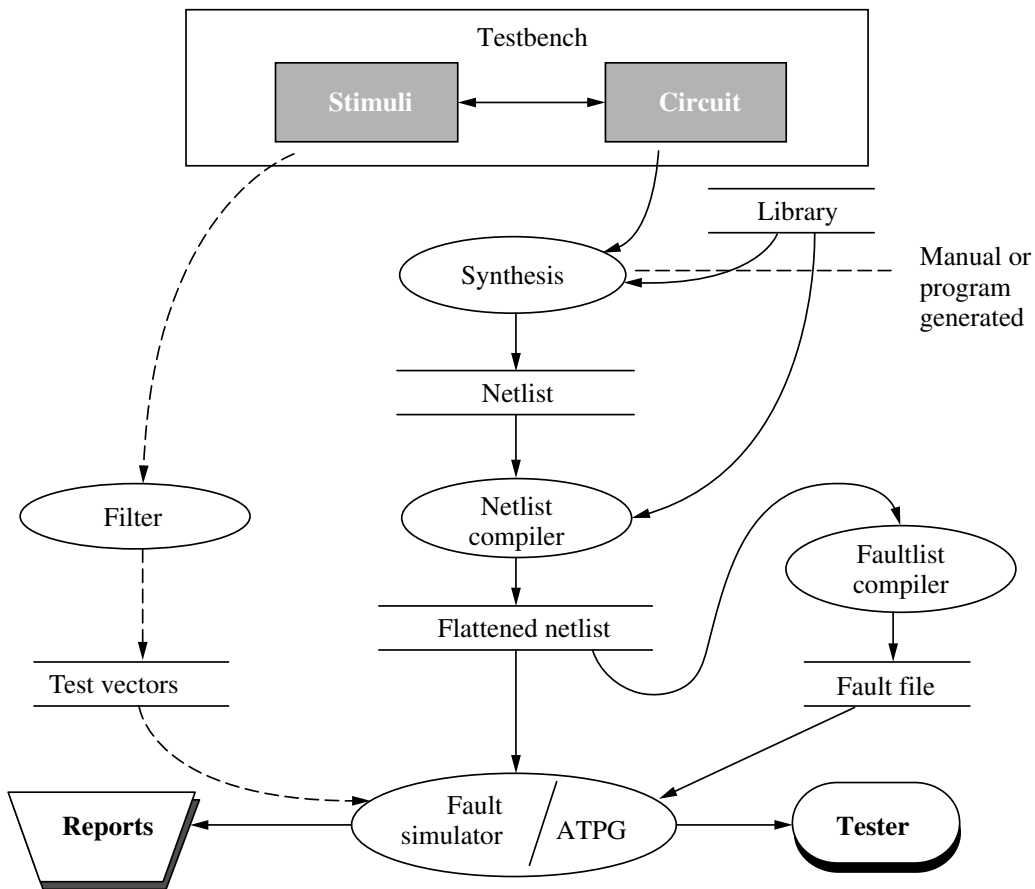 Testbench
Stimuli
Circuit
Library
Synthesis
Manual or
program
generated
Netlist
Filter
Netlist
compiler
Faultlist
compiler
Flattened netlist
Test vectors
Fault file
Reports
Fault
simulator
ATPG
Tester